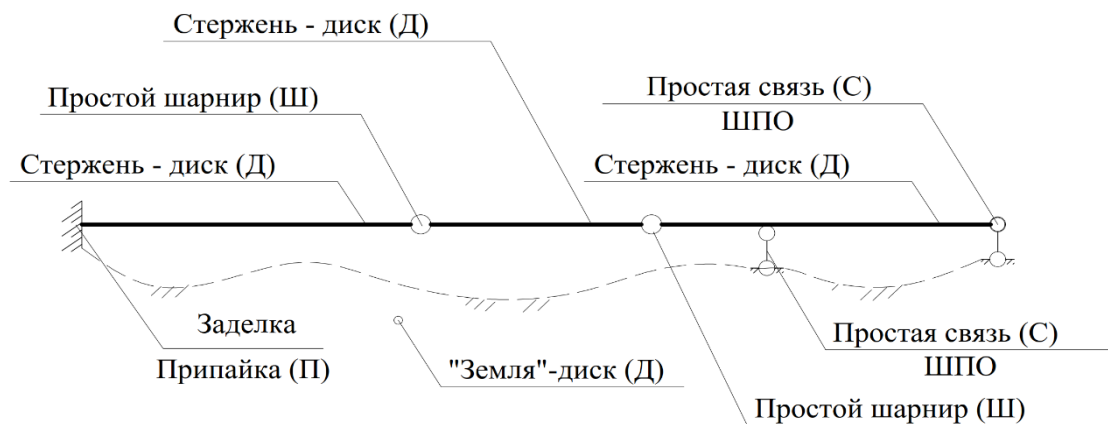 Стержень - диск (Д)
Простой шарнир (Ш)
Простая связь (С)
ШПО
Стержень - диск (Д)
Стержень - диск (Д)
Заделка
Припайка (П)
"Земля"-диск (Д)
Простая связь (С)
ШПО
Простой шарнир (Ш)